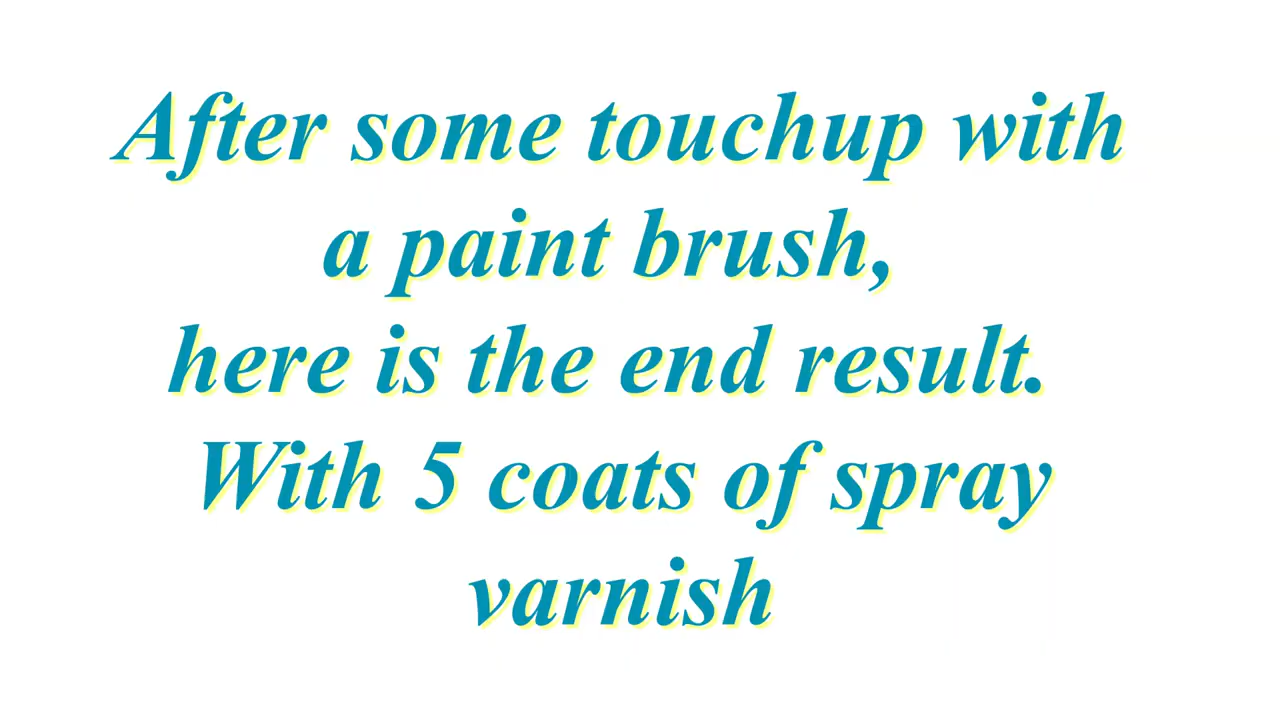 After some touchup with
a paint brush,
here is the end result.
With 5 coats of spray
varnish